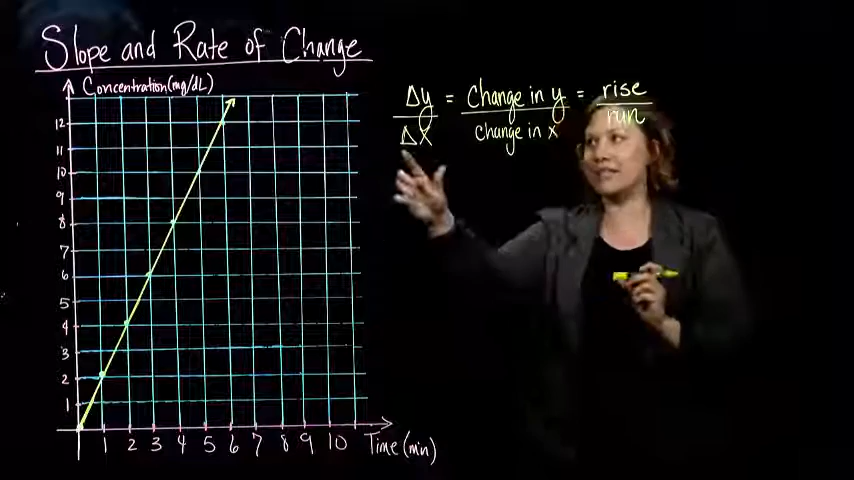 Slope and Rate of Change
Concentration (mg/dL)
Δy = Change in y = rise
Δx change in x run
12
11
10
9
8
7
6
5
4
3
2
1
1 2 3 4 5 6 7 8 9 10 Time (min)